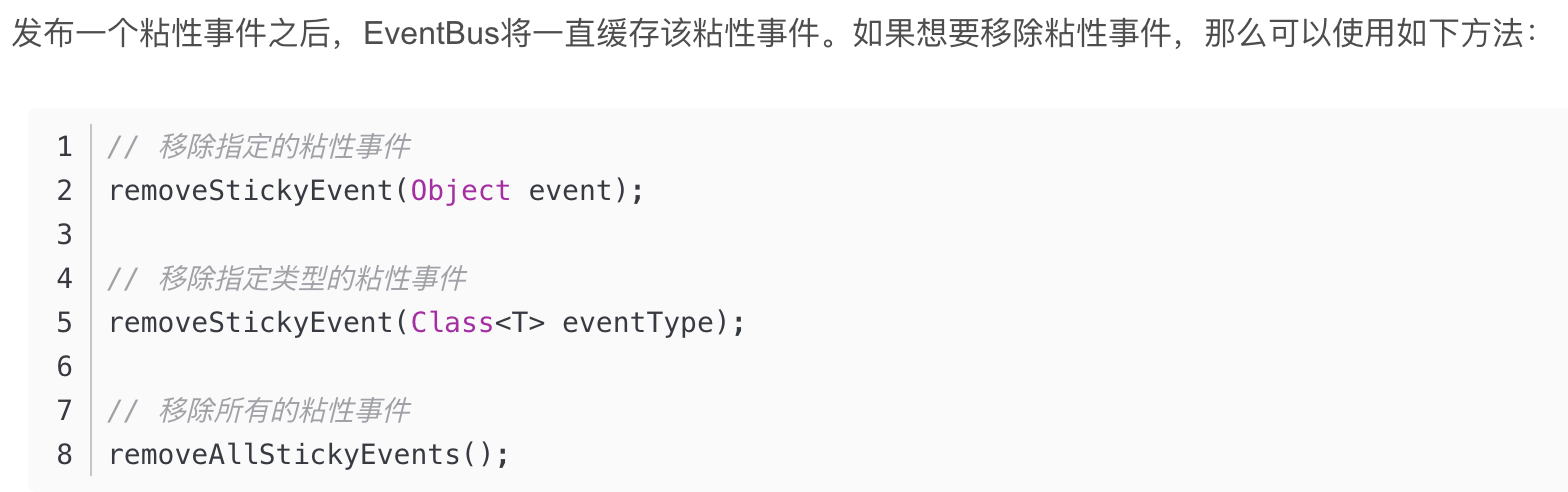 发布一个粘性事件之后，EventBus将一直缓存该粘性事件。如果想要移除粘性事件，那么可以使用如下方法：
1 // 移除指定的粘性事件
2 removeStickyEvent(Object event);
3
4 // 移除指定类型的粘性事件
5 removeStickyEvent(Class<T> eventType);
6
7 // 移除所有的粘性事件
8 removeAllStickyEvents();